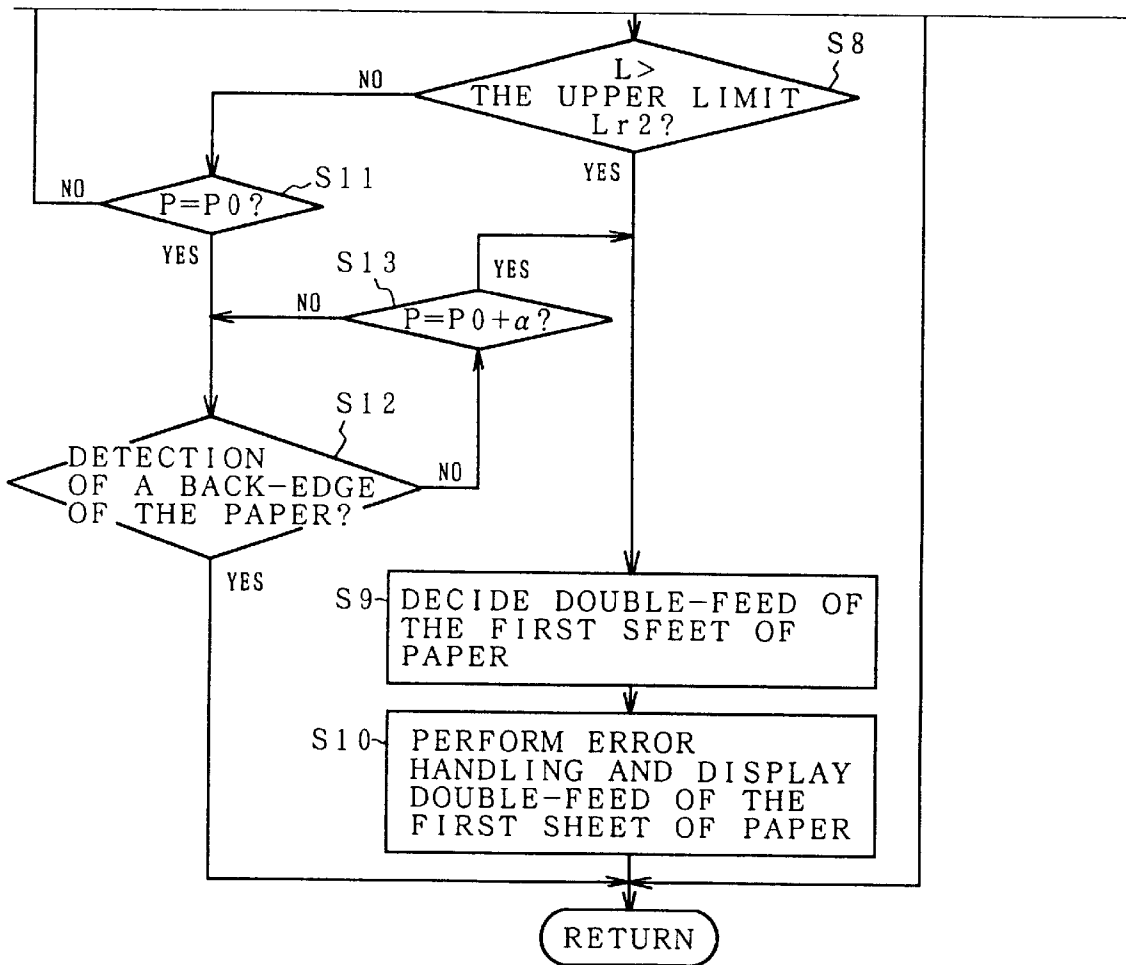 S8
L>
THE UPPER LIMIT
Lr2?
NO
YES
S11
NO
P=P0?
YES
S13
YES
NO
P=P0+α?
S12
DETECTION
OF A BACK-EDGE
OF THE PAPER?
NO
YES
S9
DECIDE DOUBLE-FEED OF
THE FIRST SFEET OF
PAPER
S10
PERFORM ERROR
HANDLING AND DISPLAY
DOUBLE-FEED OF THE
FIRST SHEET OF PAPER
RETURN